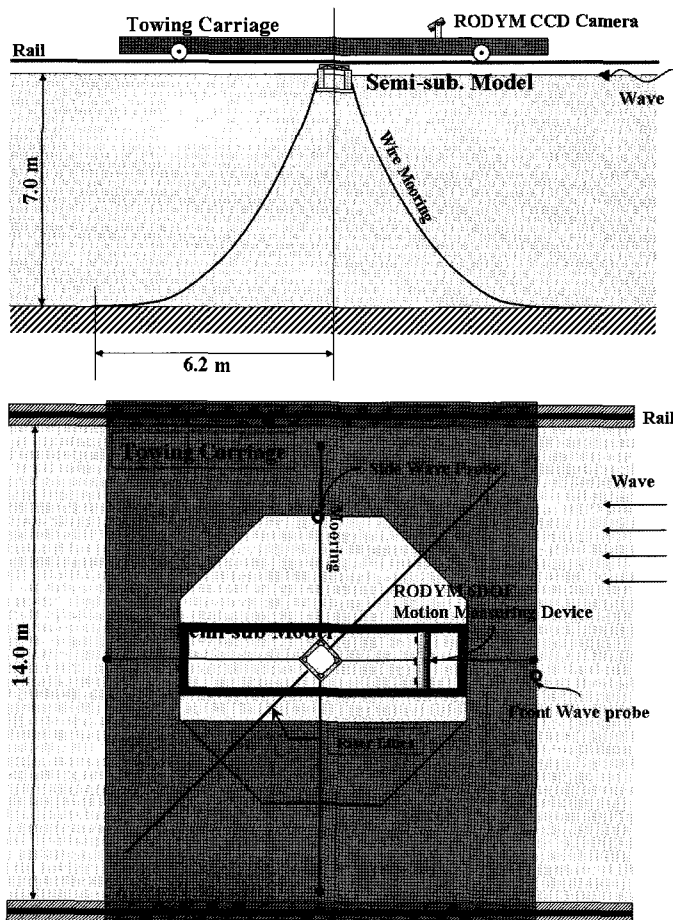 Towing Carriage
RODYM CCD Camera
Rail
Semi-sub. Model
Wave
Wire Mooring
7.0 m
6.2 m
Rail
Towing Carriage
Side Wave Probe
Wave
Mooring
RODYM 6DOF
Motion Measuring Device
Semi-sub Model
14.0 m
Front Wave probe